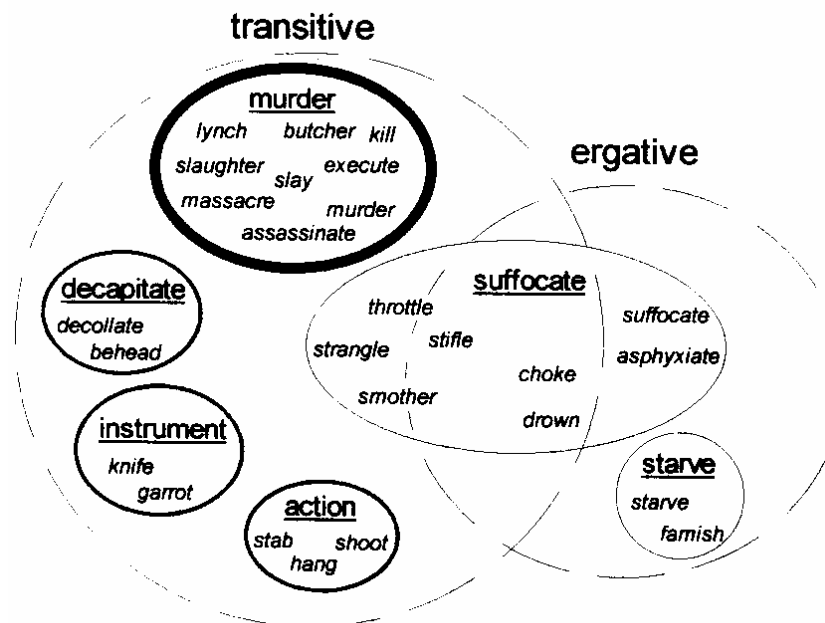 transitive
murder
lynch butcher kill
slaughter slay execute
massacre murder
assassinate
ergative
decapitate
decollate
behead
suffocate
throttle
strangle stifle
smother
choke
drown
suffocate
asphyxiate
instrument
knife
garrot
action
stab shoot
hang
starve
starve
famish